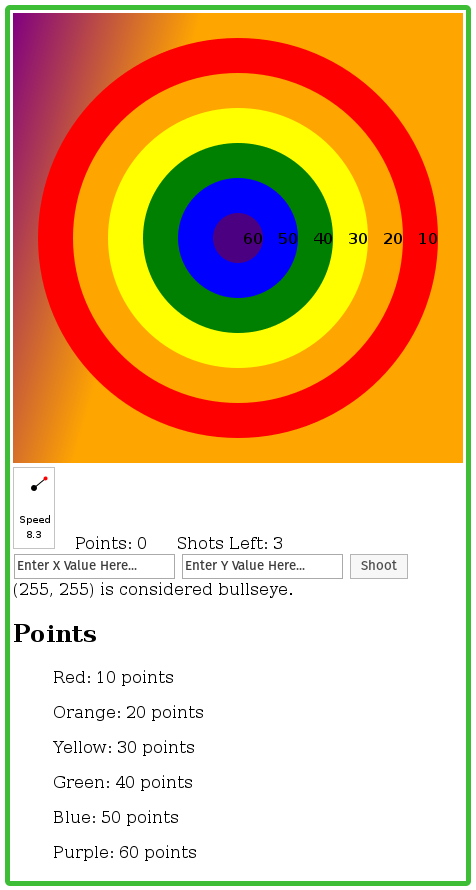 60 50 40 30 20 10
Speed
8.3
Points: 0 Shots Left: 3
Enter X Value Here... Enter Y Value Here... Shoot
(255, 255) is considered bullseye.
Points
Red: 10 points
Orange: 20 points
Yellow: 30 points
Green: 40 points
Blue: 50 points
Purple: 60 points